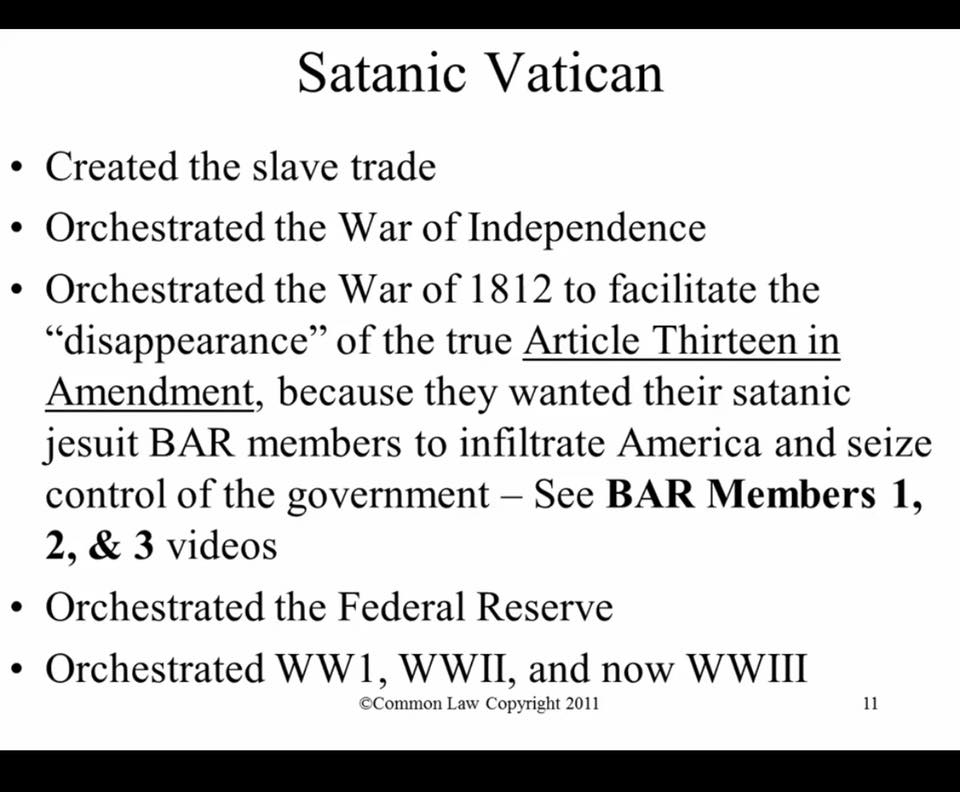 Satanic Vatican
• Created the slave trade
• Orchestrated the War of Independence
• Orchestrated the War of 1812 to facilitate the
“disappearance” of the true Article Thirteen in
Amendment, because they wanted their satanic
jesuit BAR members to infiltrate America and seize
control of the government – See BAR Members 1,
2, & 3 videos
• Orchestrated the Federal Reserve
• Orchestrated WW1, WWII, and now WWIII
©Common Law Copyright 2011 11